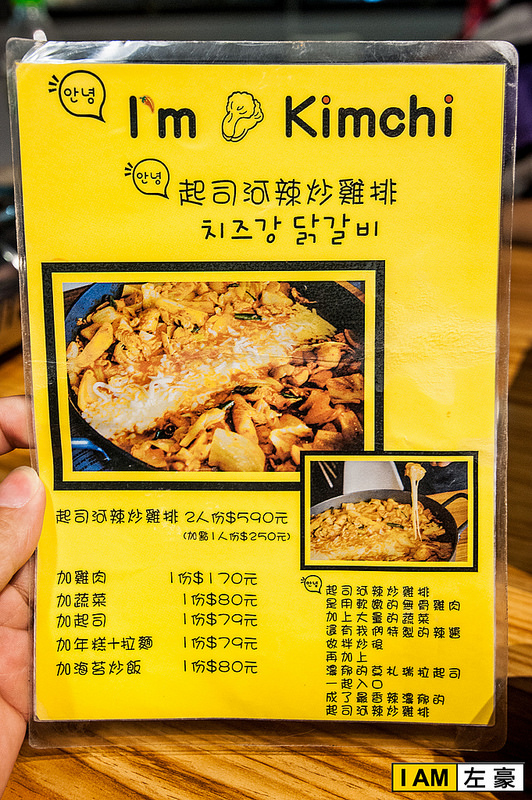 안녕
I'm Kimchi
안녕
起司河辣炒雞排
치즈강 닭갈비
起司河辣炒雞排 2人份$590元
(加點1人份$250元)
加雞肉 1份$170元
加蔬菜 1份$80元
加起司 1份$79元
加年糕+拉麵 1份$79元
加海苔炒飯 1份$80元
안녕
起司河辣炒雞排
是用軟嫩的無骨雞肉
加上大量的蔬菜
還有我們特製的辣醬
做拌炒很
再加上
濃郁的莫札瑞拉起司
一起入口
成了最香辣濃郁的
起司河辣炒雞排
I AM 左豪